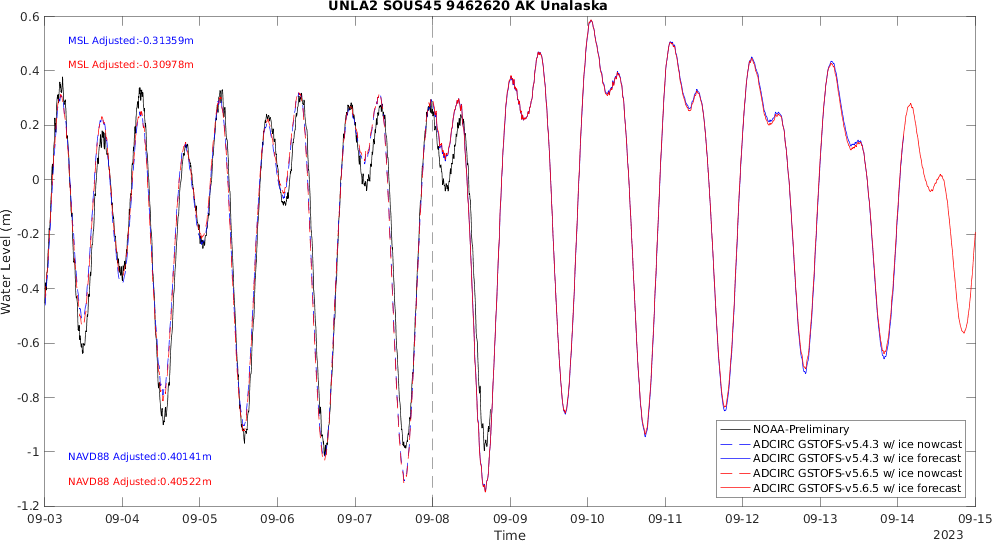 UNLA2 SOUS45 9462620 AK Unalaska
0.6
MSL Adjusted:-0.31359m
MSL Adjusted:-0.30978m
0.4
0.2
0
-0.2
-0.4
-0.6
-0.8
-1
-1.2
Water Level (m)
NAVD88 Adjusted:0.40141m
NAVD88 Adjusted:0.40522m
NOAA-Preliminary
ADCIRC GSTOFS-v5.4.3 w/ ice nowcast
ADCIRC GSTOFS-v5.4.3 w/ ice forecast
ADCIRC GSTOFS-v5.6.5 w/ ice nowcast
ADCIRC GSTOFS-v5.6.5 w/ ice forecast
09-03 09-04 09-05 09-06 09-07 09-08 09-09 09-10 09-11 09-12 09-13 09-14 09-15
Time
2023